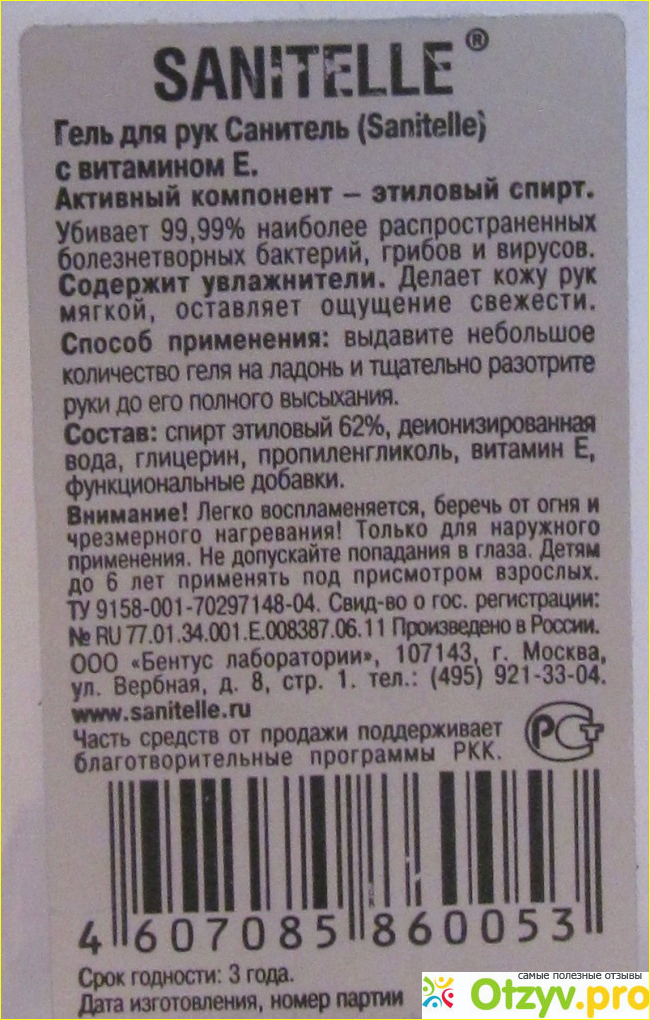 SANITELLE®
Гель для рук Санитель (Sanitelle)
с витамином Е.
Активный компонент – этиловый спирт.
Убивает 99,99% наиболее распространенных
болезнетворных бактерий, грибов и вирусов.
Содержит увлажнители. Делает кожу рук
мягкой, оставляет ощущение свежести.
Способ применения: выдавите небольшое
количество геля на ладонь и тщательно разотрите
руки до его полного высыхания.
Состав: спирт этиловый 62%, деионизированная
вода, глицерин, пропиленгликоль, витамин Е,
функциональные добавки.
Внимание! Легко воспламеняется, беречь от огня и
чрезмерного нагревания! Только для наружного
применения. Не допускайте попадания в глаза. Детям
до 6 лет применять под присмотром взрослых.
ТУ 9158-001-70297148-04. Свид-во о гос. регистрации:
№ RU 77.01.34.001.Е.008387.06.11 Произведено в России.
ООО «Бентус лаборатории», 107143, г. Москва,
ул. Вербная, д. 8, стр. 1. тел.: (495) 921-33-04.
www.sanitelle.ru
Часть средств от продажи поддерживает
благотворительные программы РКК.
РСТ
4 607085 860053
Срок годности: 3 года.
Дата изготовления, номер партии
самые полезные отзывы
Otzyv.pro